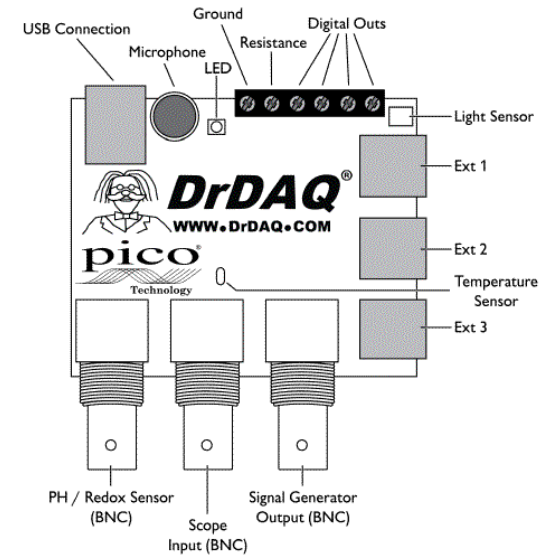 Ground
Digital Outs
USB Connection
Resistance
Microphone
LED
Light Sensor
Ext 1
DrDAQ®
WWW.DrDAQ.COM
Ext 2
pico®
Technology
Temperature
Sensor
Ext 3
PH / Redox Sensor
(BNC)
Scope
Input (BNC)
Signal Generator
Output (BNC)